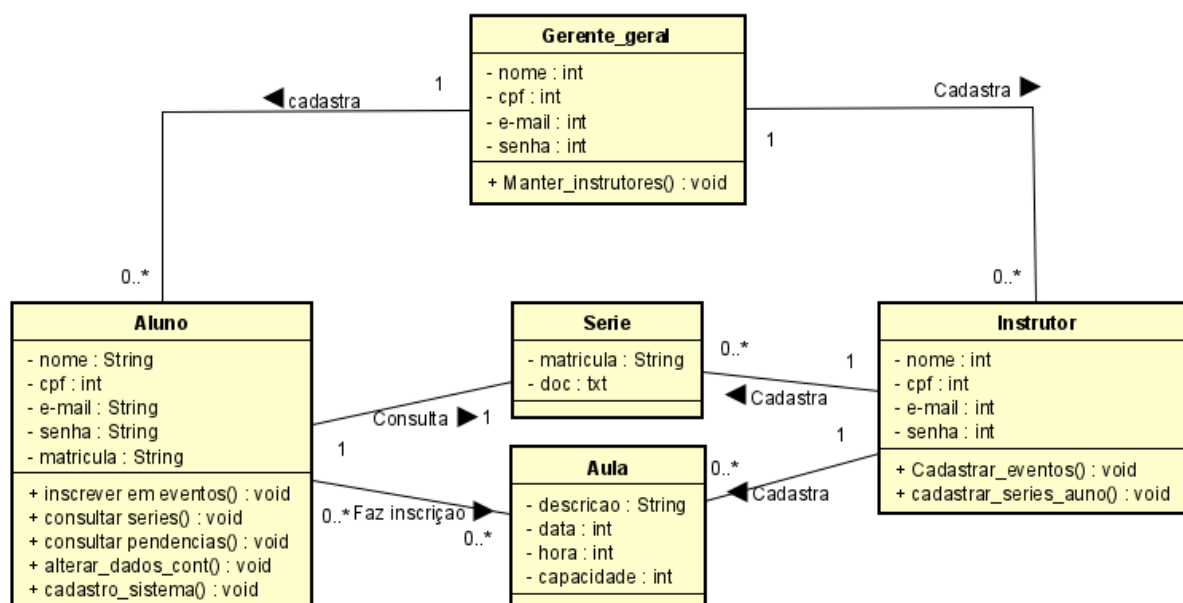 Gerente_geral
- nome : int
- cpf : int
- e-mail : int
- senha : int
+ Manter_instrutores() : void
1
cadastra
Cadastra
1
0..*
0..*
Aluno
- nome : String
- cpf : int
- e-mail : String
- senha : String
- matricula : String
+ inscrever em eventos() : void
+ consultar series() : void
+ consultar pendencias() : void
+ alterar_dados_cont() : void
+ cadastro_sistema() : void
Serie
- matricula : String
- doc : txt
Instrutor
- nome : int
- cpf : int
- e-mail : int
- senha : int
+ Cadastrar_eventos() : void
+ cadastrar_series_auno() : void
0..*
1
Cadastra
Consulta
1
1
Aula
- descricao : String
- data : int
- hora : int
- capacidade : int
0..*
1
Cadastra
0..*
Faz inscriçao
0..*